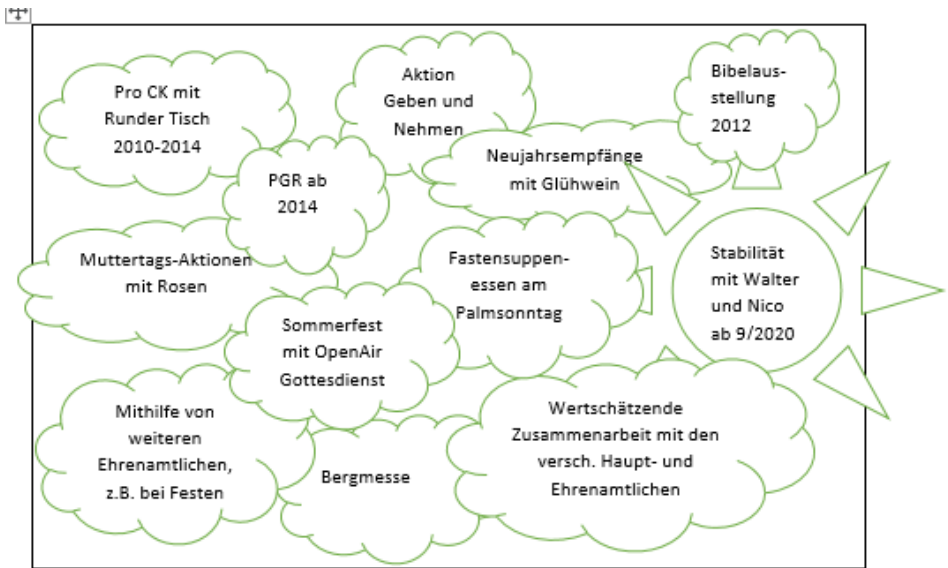 Pro CK mit
Runder Tisch
2010-2014
Aktion
Geben und
Nehmen
Bibelaus-
stellung
2012
PGR ab
2014
Neujahrsempfänge
mit Glühwein
Muttertags-Aktionen
mit Rosen
Fastensuppen-
essen am
Palmsonntag
Stabilität
mit Walter
und Nico
ab 9/2020
Sommerfest
mit OpenAir
Gottesdienst
Mithilfe von
weiteren
Ehrenamtlichen,
z.B. bei Festen
Bergmesse
Wertschätzende
Zusammenarbeit mit den
versch. Haupt- und
Ehrenamtlichen